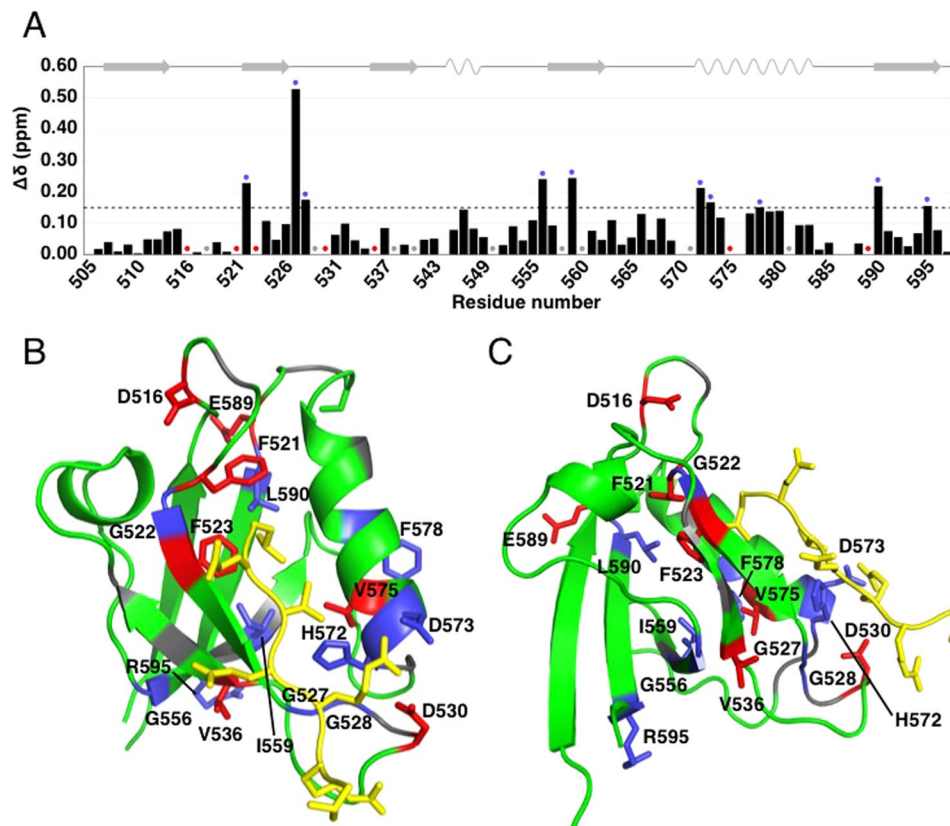 A
0.60
0.50
0.40
0.30
0.20
0.10
0.00
Δδ (ppm)
505 510 516 521 526 531 537 543 549 555 560 565 570 575 580 585 590 595
Residue number
B
D516
E589
F521
L590
G522
F523
F578
V575
D573
H572
R595
G527
G556
G528
D530
V536
I559
C
D516
G522
F521
E589
D573
L590
F523
F578
V575
I559
D530
G527
G556
G528
V536
H572
R595